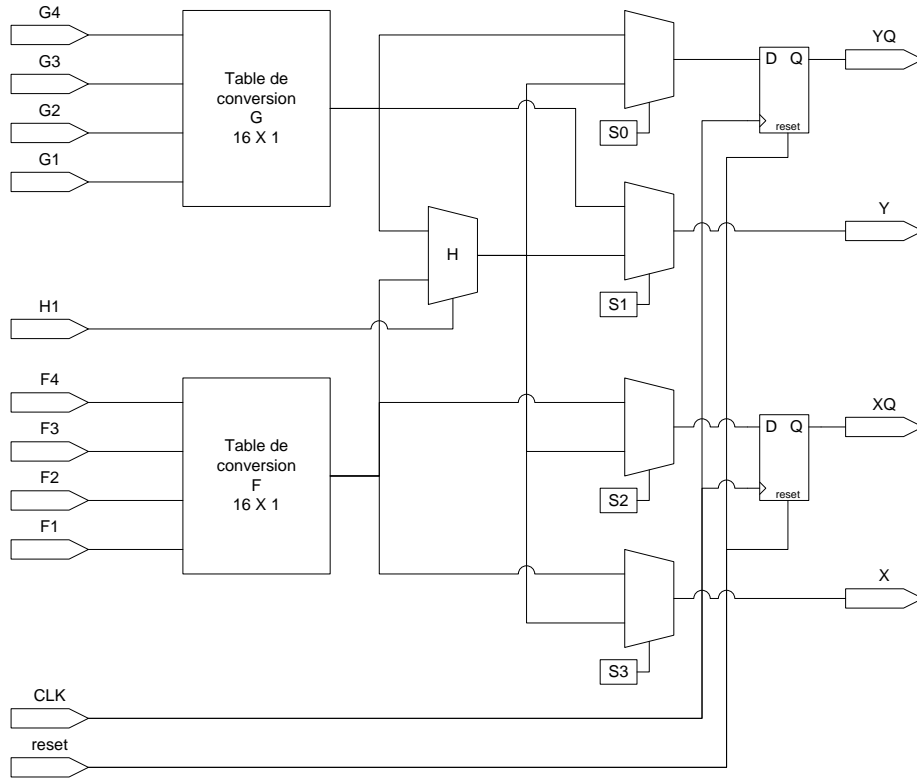 G4
G3
G2
G1
Table de
conversion
G
16 X 1
S0
D Q
reset
YQ
S1
Y
H
H1
F4
F3
F2
F1
Table de
conversion
F
16 X 1
S2
D Q
reset
XQ
S3
X
CLK
reset